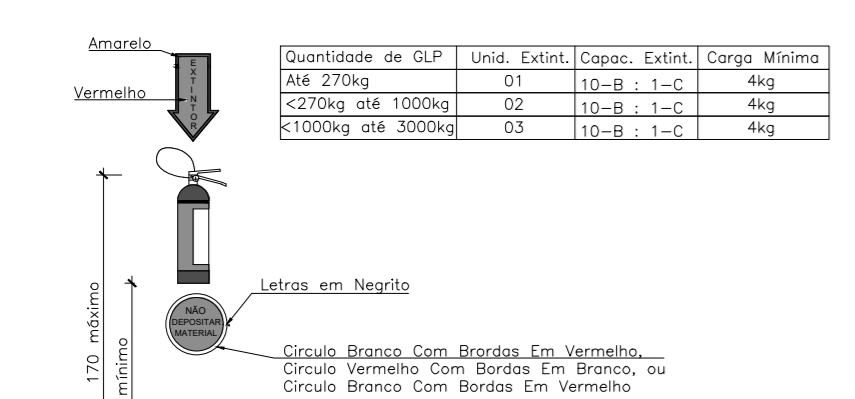 Amarelo
Vermelho
EXTINTOR
Quantidade de GLP Unid. Extint. Capac. Extint. Carga Mínima
Até 270kg 01 10-B : 1-C 4kg
<270kg até 1000kg 02 10-B : 1-C 4kg
<1000kg até 3000kg 03 10-B : 1-C 4kg
Letras em Negrito
NÃO
DEPOSITAR
MATERIAL
Circulo Branco Com Brordas Em Vermelho,
Circulo Vermelho Com Bordas Em Branco, ou
Circulo Branco Com Bordas Em Vermelho
170 máximo
mínimo